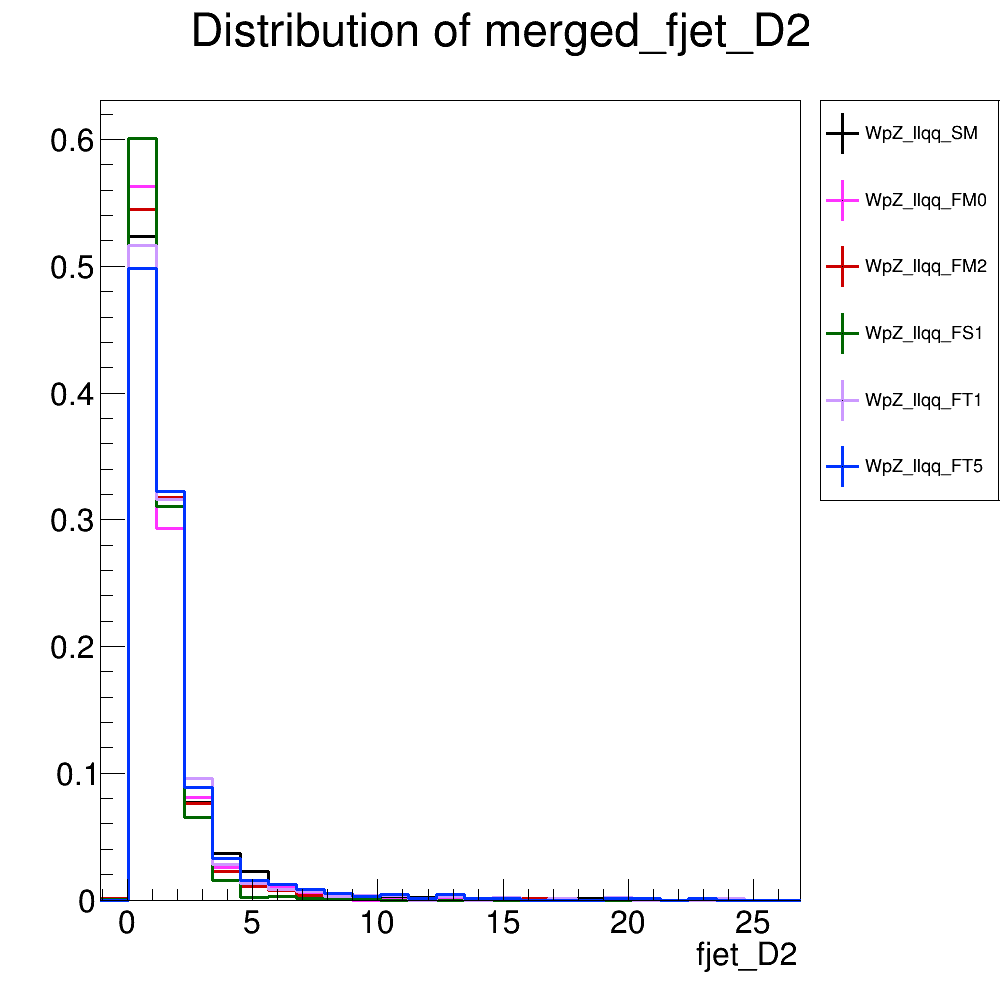 Distribution of merged_fjet_D2
0.6
0.5
0.4
0.3
0.2
0.1
0
0 5 10 15 20 25
fjet_D2
WpZ_llqq_SM
WpZ_llqq_FM0
WpZ_llqq_FM2
WpZ_llqq_FS1
WpZ_llqq_FT1
WpZ_llqq_FT5